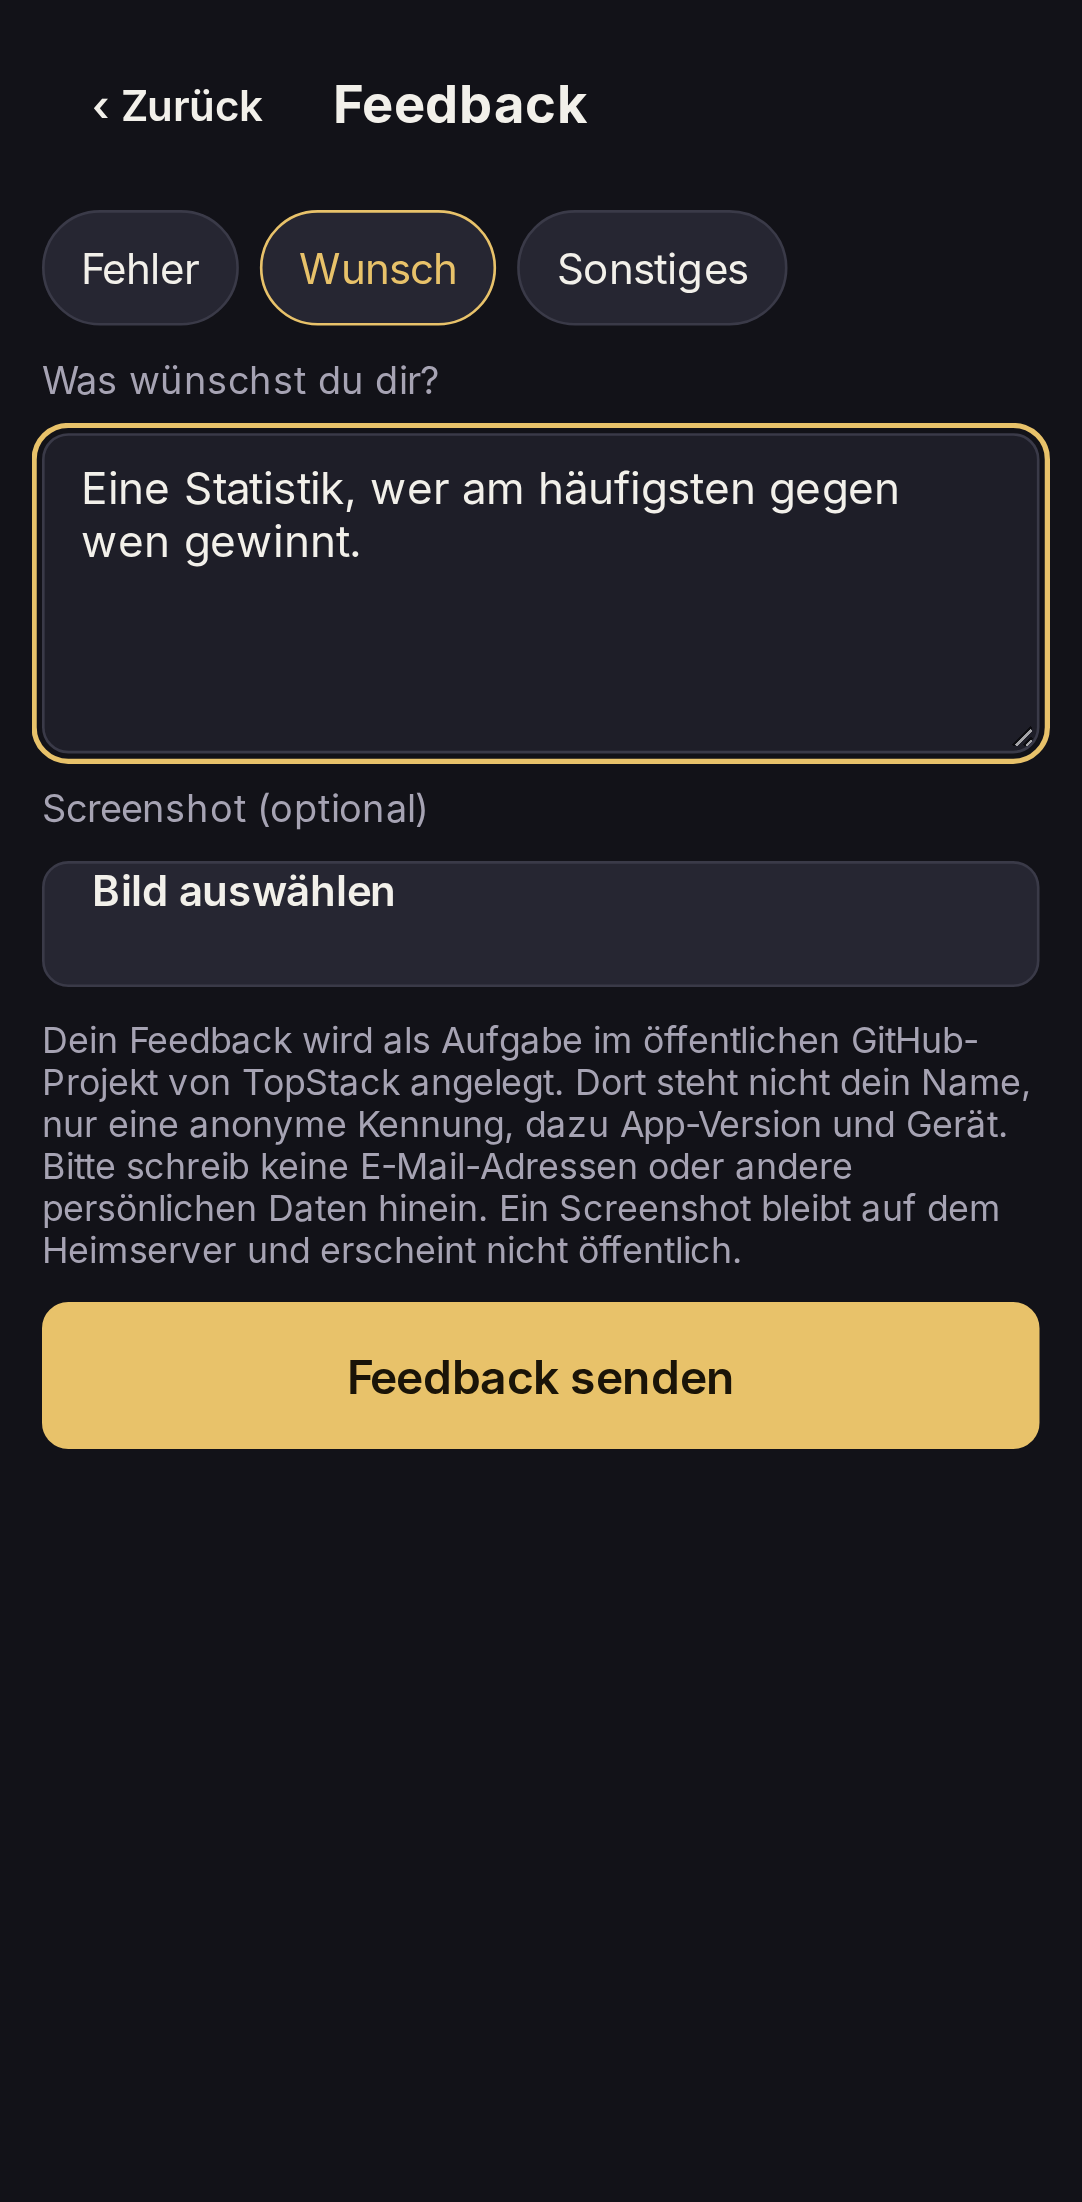 ‹ Zurück Feedback
Fehler Wunsch Sonstiges
Was wünschst du dir?
Eine Statistik, wer am häufigsten gegen
wen gewinnt.
Screenshot (optional)
Bild auswählen
Dein Feedback wird als Aufgabe im öffentlichen GitHub-
Projekt von TopStack angelegt. Dort steht nicht dein Name,
nur eine anonyme Kennung, dazu App-Version und Gerät.
Bitte schreib keine E-Mail-Adressen oder andere
persönlichen Daten hinein. Ein Screenshot bleibt auf dem
Heimserver und erscheint nicht öffentlich.
Feedback senden